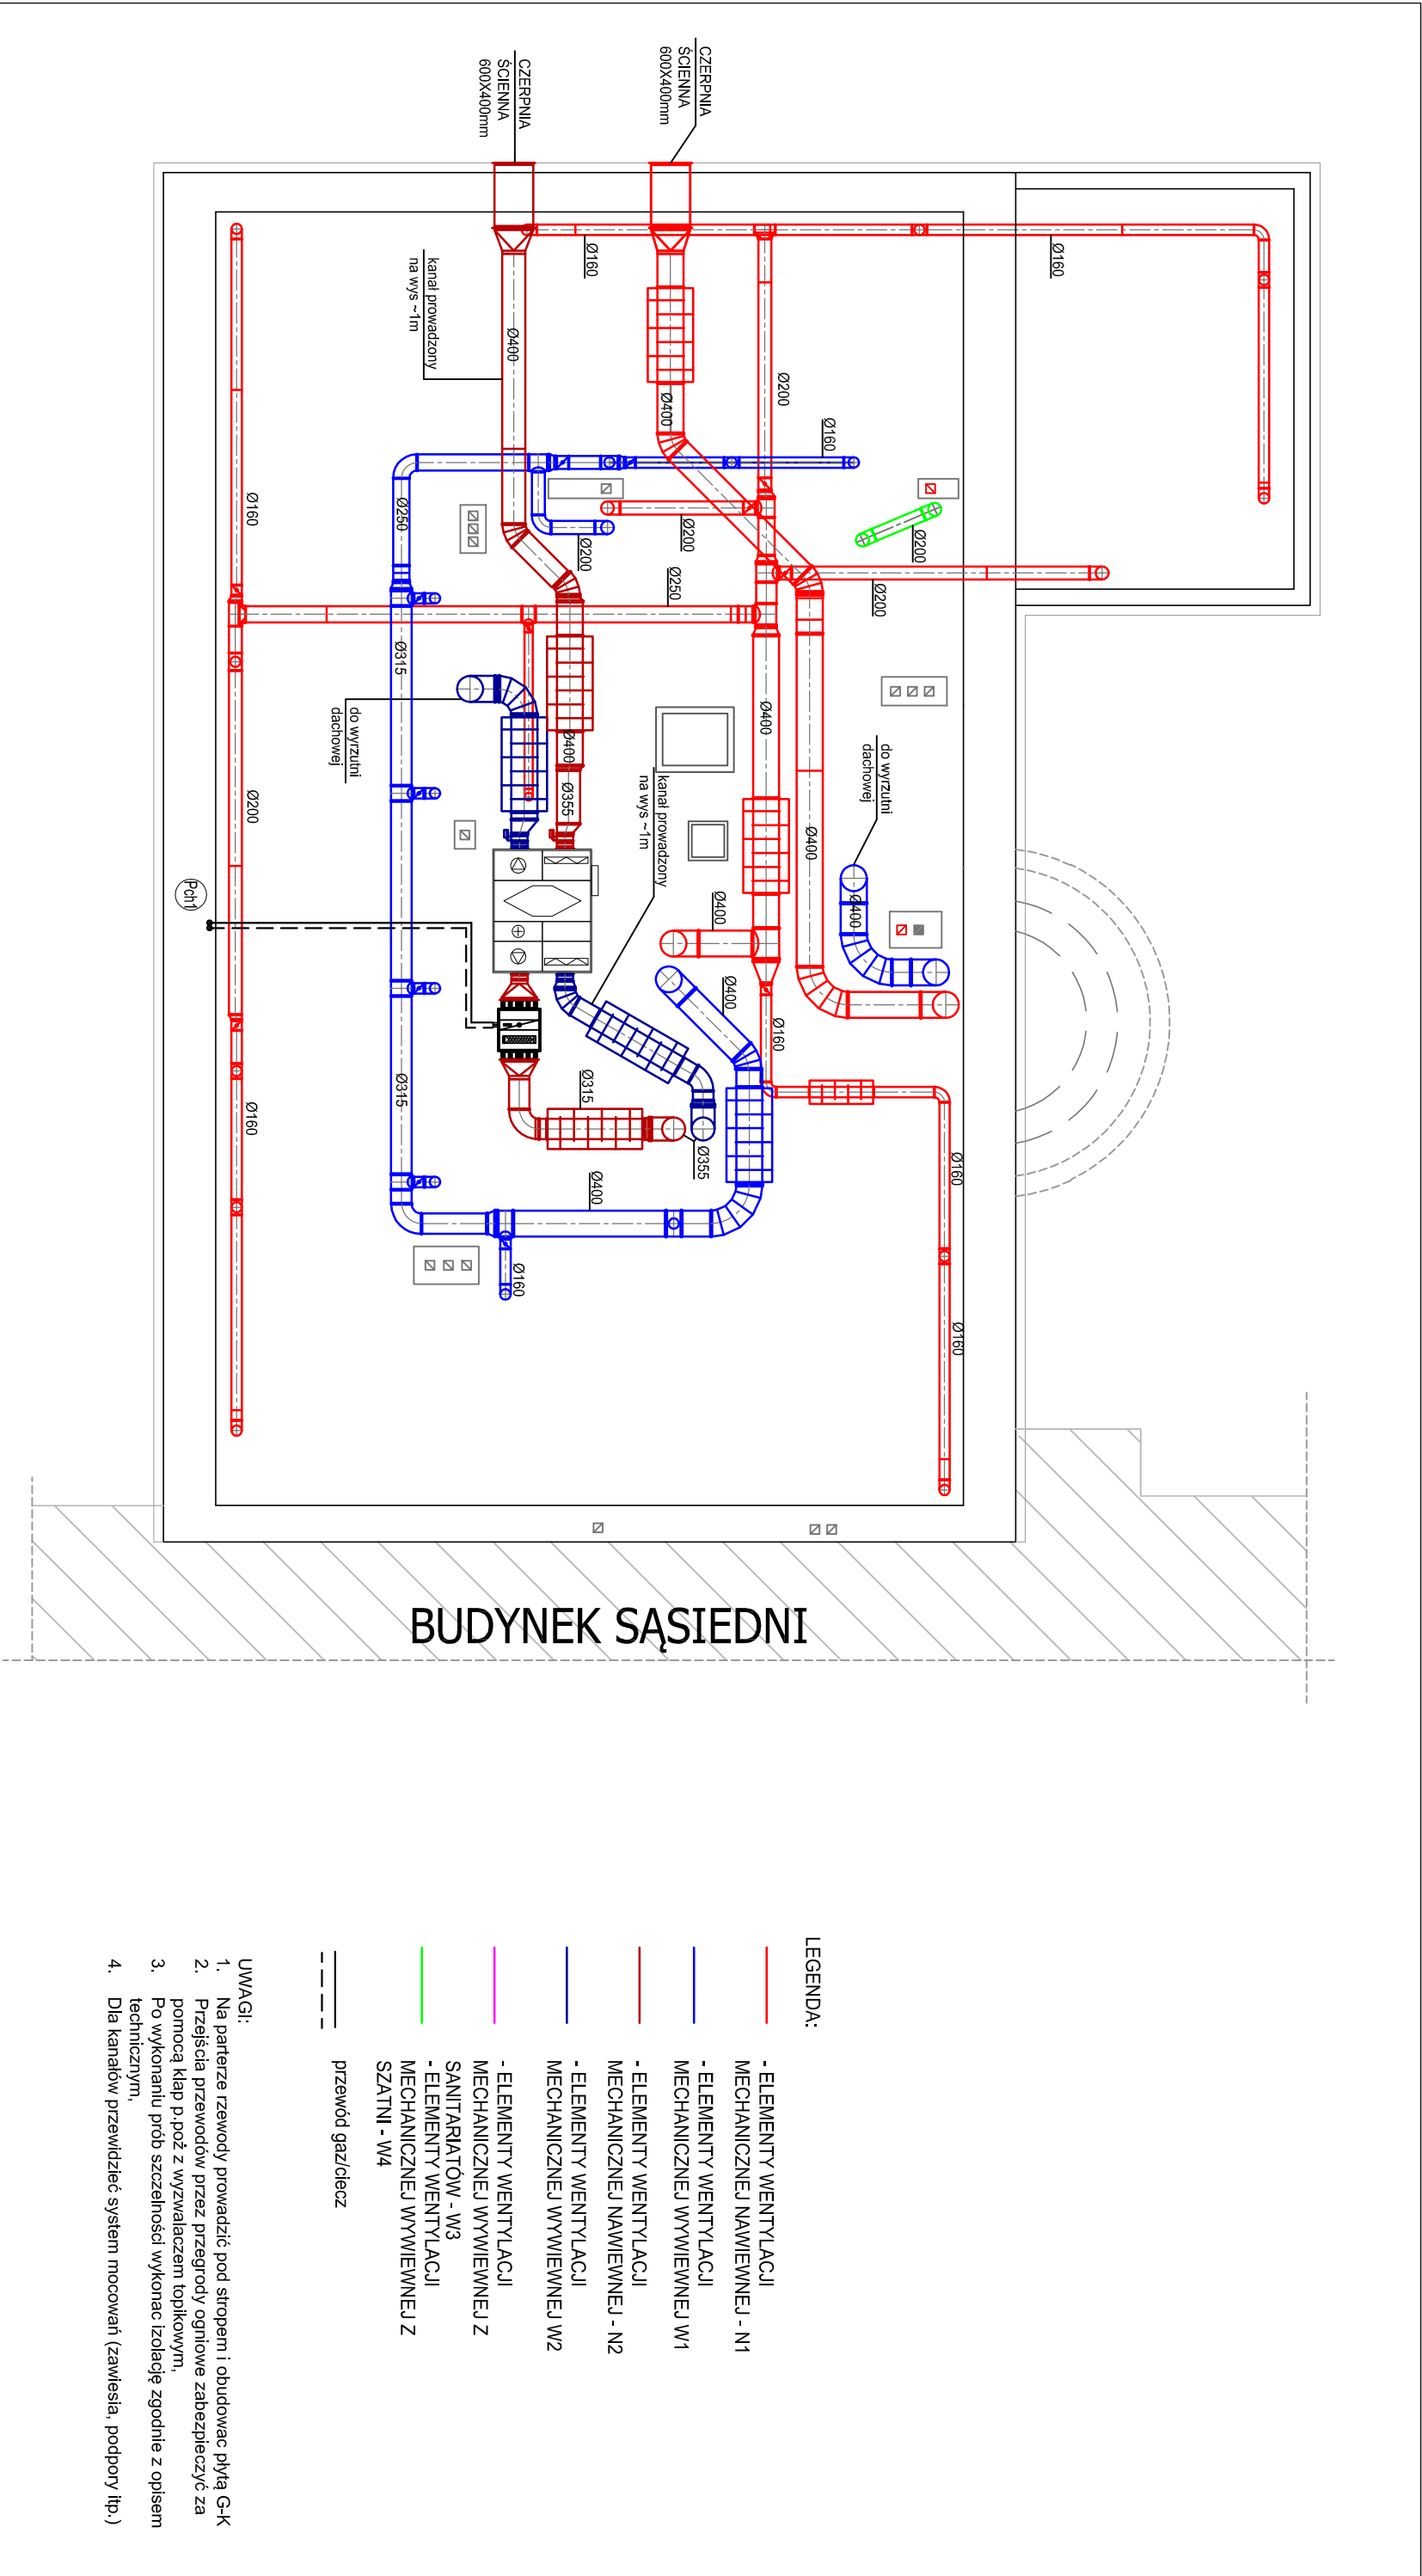 CZERPNIA
ŚCIENNA
600X400mm
CZERPNIA
ŚCIENNA
600X400mm
Ø160
Ø160
kanał prowadzony
na wys ~1m
Ø400
Ø400
Ø200
Ø160
Ø160
Ø250
Ø200
Ø200
Ø200
Ø250
Ø200
Ø315
do wyrzutni
dachowej
Ø400
Ø355
Ø400
kanał prowadzony
na wys ~1m
do wyrzutni
dachowej
Ø200
Ø400
Ø400
Ø400
Pch1
Ø400
Ø160
Ø160
Ø315
Ø315
Ø355
Ø160
Ø400
Ø160
Ø160
BUDYNEK SĄSIEDNI
LEGENDA:
- ELEMENTY WENTYLACJI
MECHANICZNEJ NAWIEWNEJ - N1
- ELEMENTY WENTYLACJI
MECHANICZNEJ WYWIEWNEJ W1
- ELEMENTY WENTYLACJI
MECHANICZNEJ NAWIEWNEJ - N2
- ELEMENTY WENTYLACJI
MECHANICZNEJ WYWIEWNEJ W2
- ELEMENTY WENTYLACJI
MECHANICZNEJ WYWIEWNEJ Z
SANITARIATÓW - W3
- ELEMENTY WENTYLACJI
MECHANICZNEJ WYWIEWNEJ Z
SZATNI - W4
przewód gaz/ciecz
UWAGI:
1. Na parterze rzewody prowadzić pod stropem i obudowac płytą G-K
2. Przejścia przewodów przez przegrody ogniowe zabezpieczyć za
pomocą klap p.poż z wyzwalaczem topikowym,
3. Po wykonaniu prób szczelności wykonac izolację zgodnie z opisem
technicznym,
4. Dla kanałów przewidzieć system mocowań (zawiesia, podpory itp.)